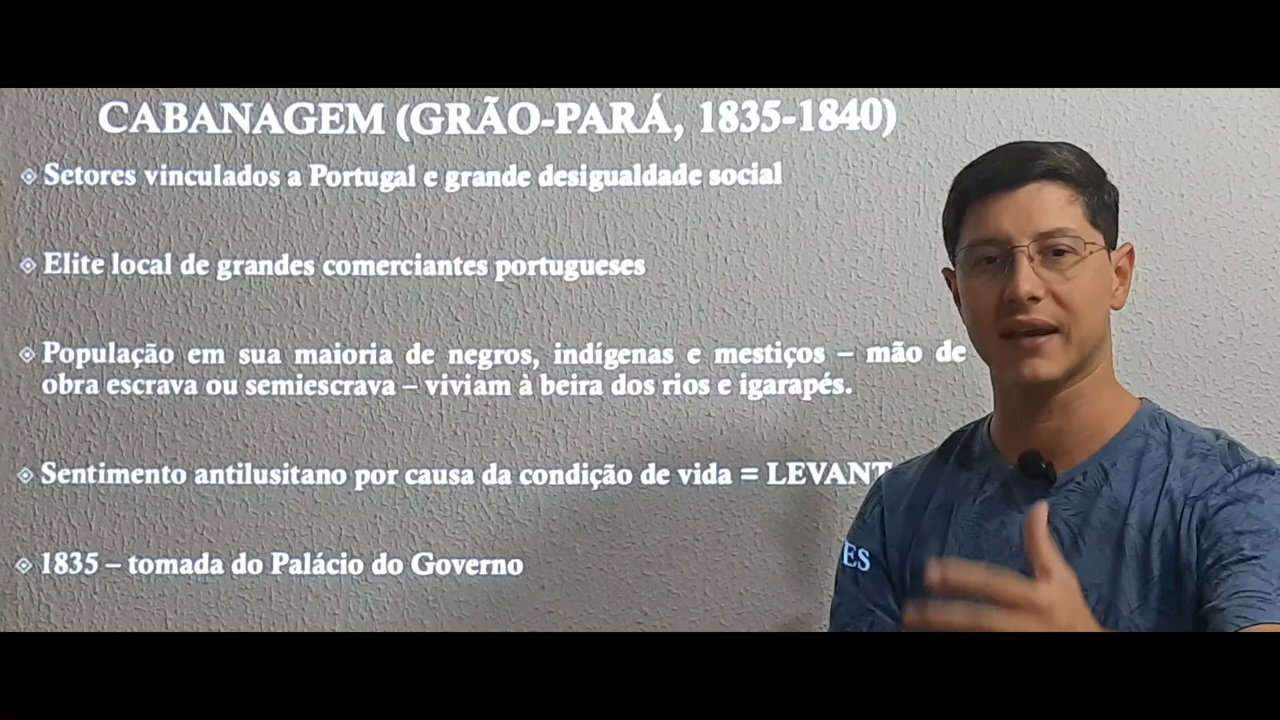 CABANAGEM (GRÃO-PARÁ, 1835-1840)
Setores vinculados a Portugal e grande desigualdade social
Elite local de grandes comerciantes portugueses
População em sua maioria de negros, indígenas e mestiços – mão de
obra escrava ou semiescrava – viviam à beira dos rios e igarapés.
Sentimento antilusitano por causa da condição de vida =
1835 – tomada do Palácio do Governo